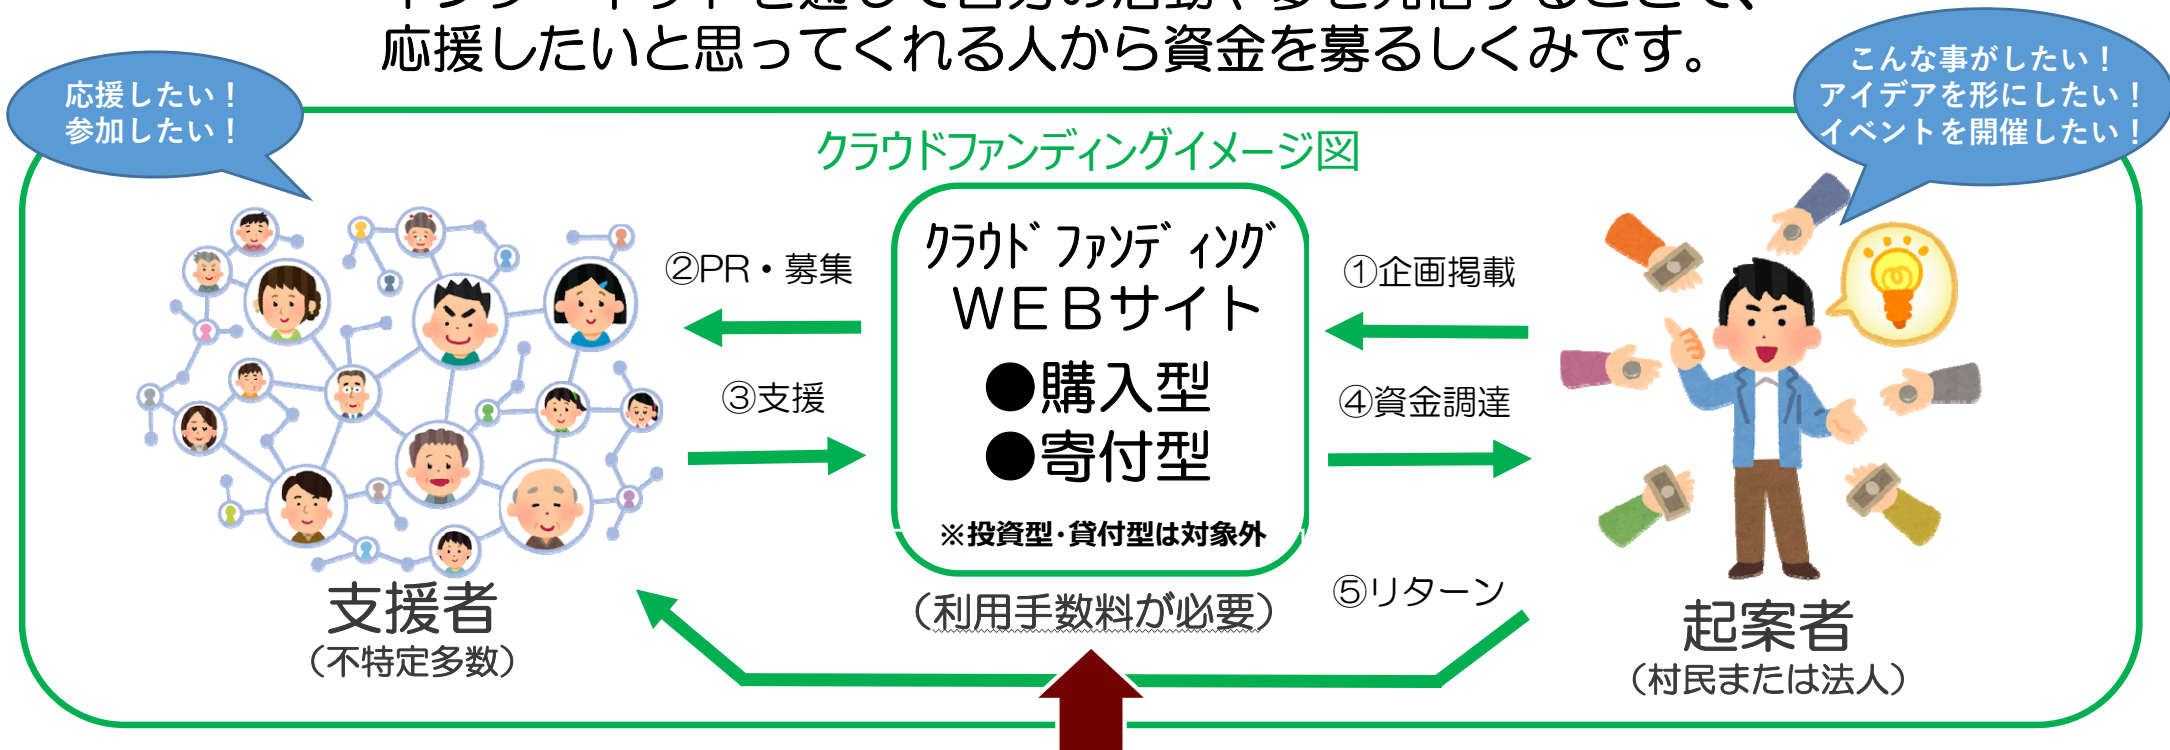 応援したいと思ってくれる人から資金を募るしくみです。
応援したい!
参加したい!
こんな事がしたい!
アイデアを形にしたい!
イベントを開催したい!
クラウドファンディングイメージ図
クラウドファンディング
WEBサイト
●購入型
●寄付型
※投資型・貸付型は対象外
(利用手数料が必要)
②PR・募集
③支援
①企画掲載
④資金調達
⑤リターン
支援者
(不特定多数)
起案者
(村民または法人)